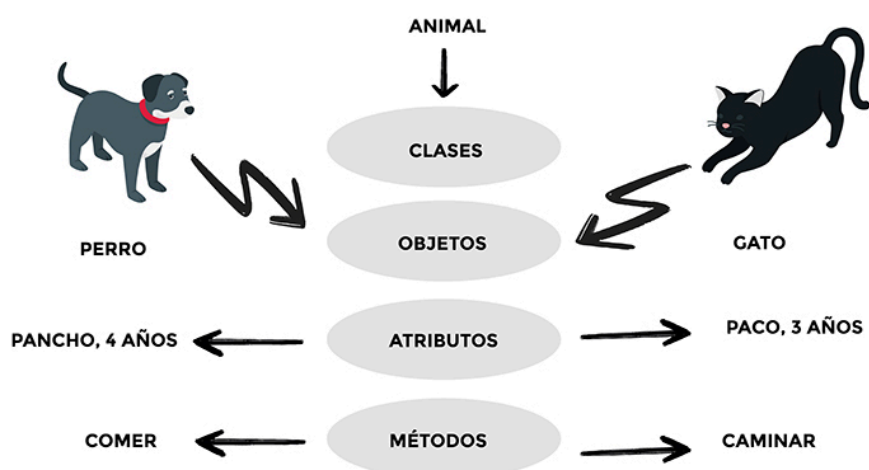 ANIMAL
CLASES
OBJETOS
PERRO
GATO
PANCHO, 4 AÑOS
ATRIBUTOS
PACO, 3 AÑOS
COMER
MÉTODOS
CAMINAR